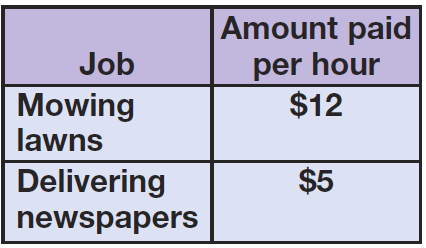 Job
Amount paid
per hour
Mowing
lawns
$12
Delivering
newspapers
$5